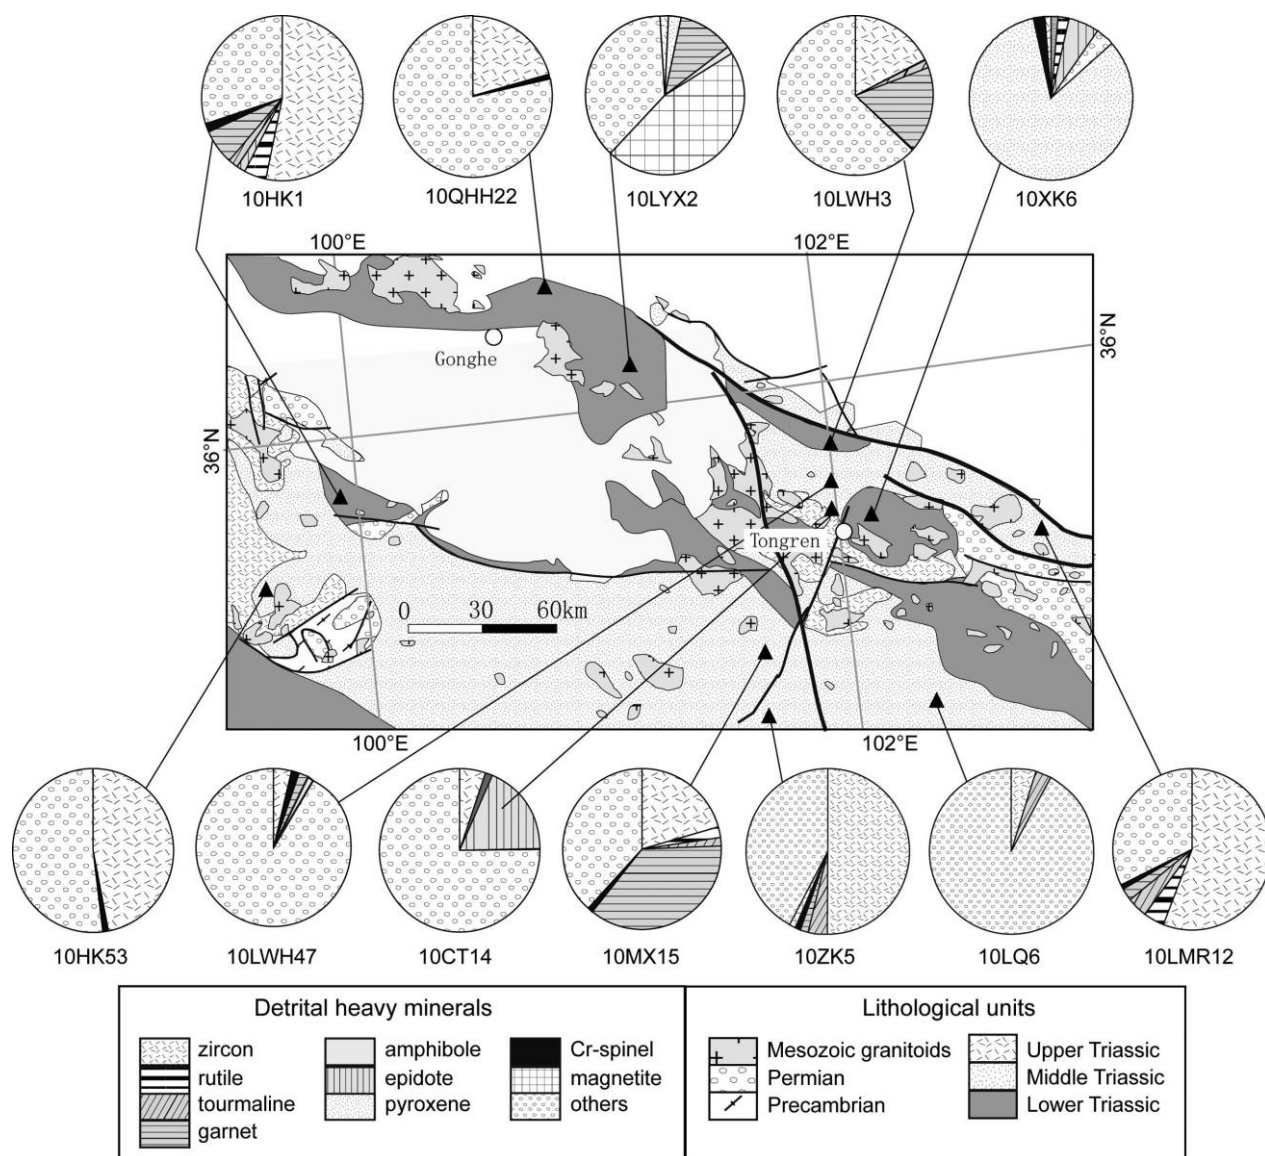 10HK1
10QHH22
10LYX2
10LWH3
10XK6
100°E
102°E
36°N
36°N
Gonghe
Tongren
0 30 60km
100°E
102°E
10HK53
10LWH47
10CT14
10MX15
10ZK5
10LQ6
10LMR12
Detrital heavy minerals
zircon
rutile
tourmaline
garnet
amphibole
epidote
pyroxene
Cr-spinel
magnetite
others
Lithological units
Mesozoic granitoids
Permian
Precambrian
Upper Triassic
Middle Triassic
Lower Triassic